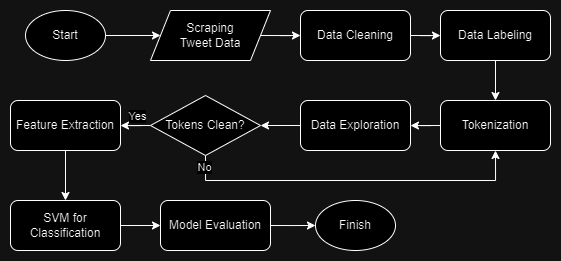 Start
Scraping
Tweet Data
Data Cleaning
Data Labeling
Feature Extraction
Yes
Tokens Clean?
No
Data Exploration
Tokenization
SVM for
Classification
Model Evaluation
Finish